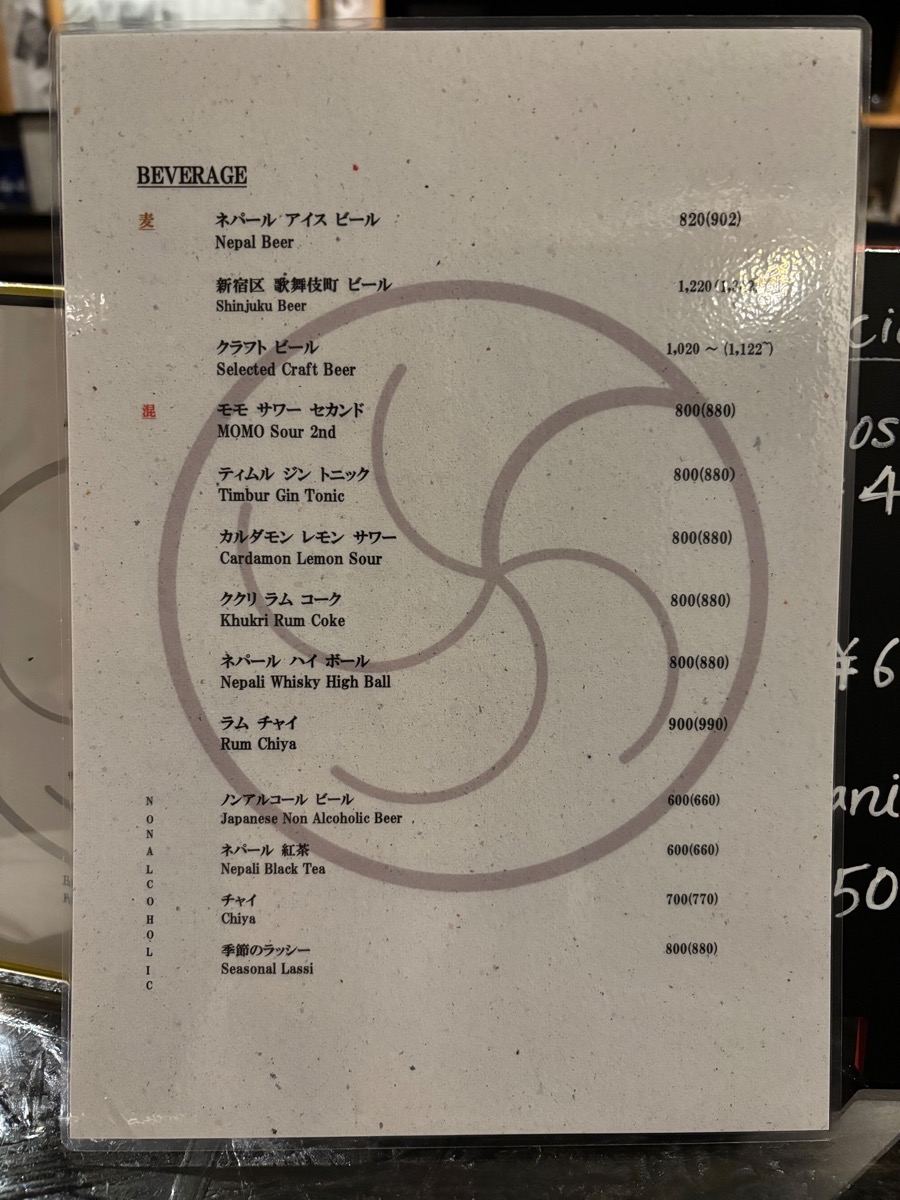 BEVERAGE
麦 ネパール アイス ビール 820(902)
Nepal Beer
新宿区 歌舞伎町 ビール 1,220
Shinjuku Beer
クラフト ビール 1,020 ~ (1,122~)
Selected Craft Beer
混 モモ サワー セカンド 800(880)
MOMO Sour 2nd
ティムル ジン トニック 800(880)
Timbur Gin Tonic
カルダモン レモン サワー 800(880)
Cardamon Lemon Sour
ククリ ラム コーク 800(880)
Khukri Rum Coke
ネパール ハイ ボール 800(880)
Nepali Whisky High Ball
ラム チャイ 900(990)
Rum Chiya
NONALCOHOLIC
ノンアルコール ビール 600(660)
Japanese Non Alcoholic Beer
ネパール 紅茶 600(660)
Nepali Black Tea
チャイ 700(770)
Chiya
季節のラッシー 800(880)
Seasonal Lassi